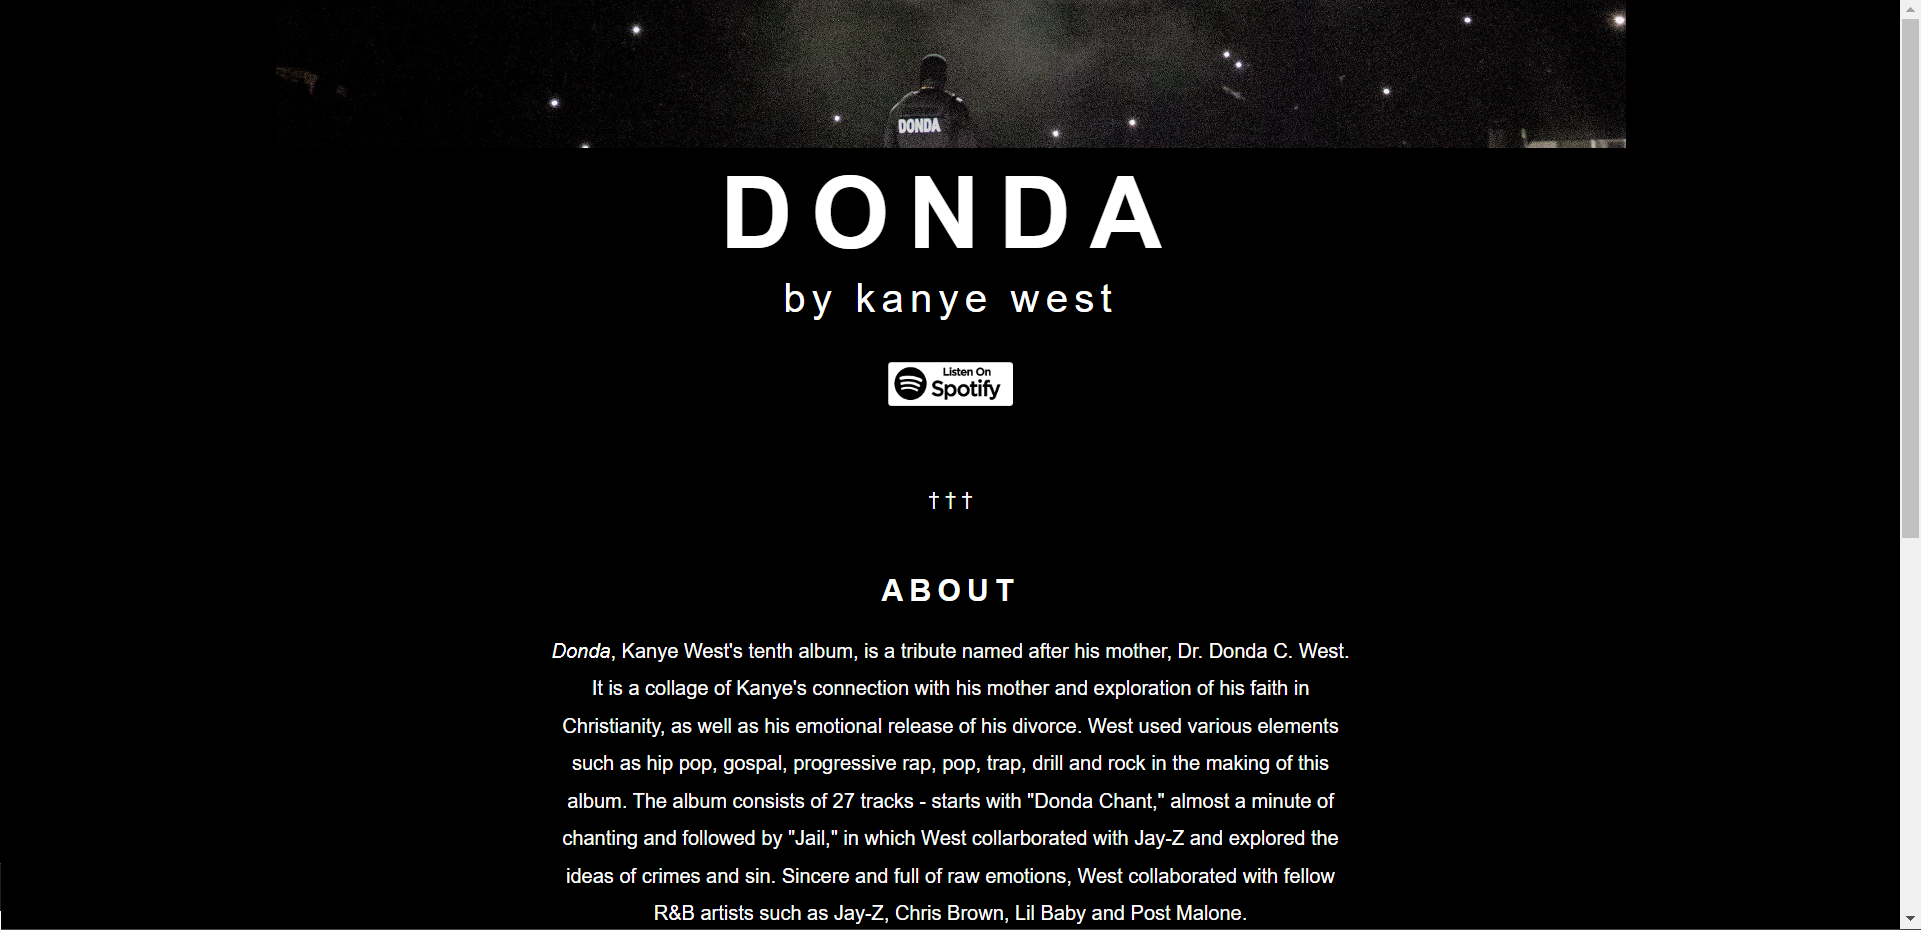 DONDA
DONDA
by kanye west
Listen On
Spotify
†††
ABOUT
Donda, Kanye West's tenth album, is a tribute named after his mother, Dr. Donda C. West.
It is a collage of Kanye's connection with his mother and exploration of his faith in
Christianity, as well as his emotional release of his divorce. West used various elements
such as hip pop, gospal, progressive rap, pop, trap, drill and rock in the making of this
album. The album consists of 27 tracks - starts with "Donda Chant," almost a minute of
chanting and followed by "Jail," in which West collarborated with Jay-Z and explored the
ideas of crimes and sin. Sincere and full of raw emotions, West collaborated with fellow
R&B artists such as Jay-Z, Chris Brown, Lil Baby and Post Malone.